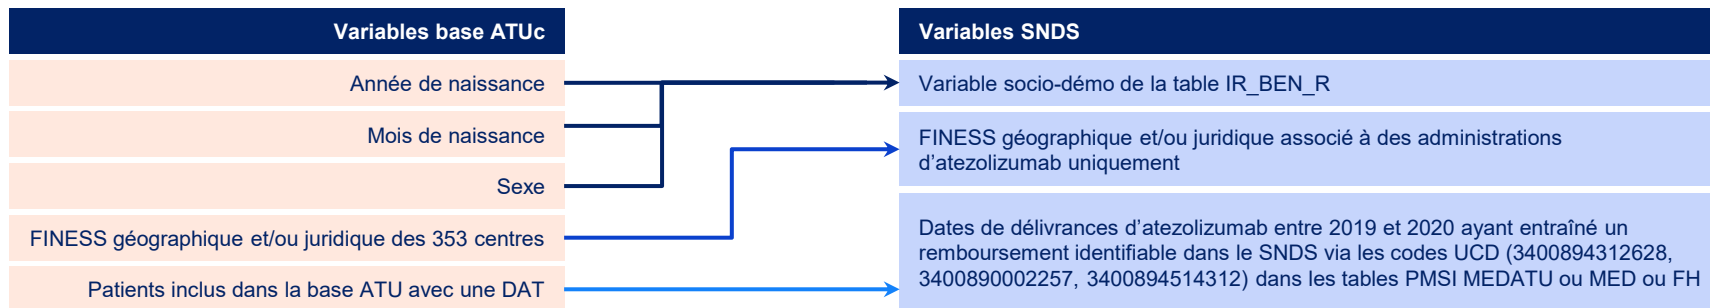 Variables base ATUc
Année de naissance
Mois de naissance
Sexe
FINESS géographique et/ou juridique des 353 centres
Patients inclus dans la base ATU avec une DAT
Variables SNDS
Variable socio-démo de la table IR_BEN_R
FINESS géographique et/ou juridique associé à des administrations
d’atezolizumab uniquement
Dates de délivrances d’atezolizumab entre 2019 et 2020 ayant entraîné un
remboursement identifiable dans le SNDS via les codes UCD (3400894312628,
3400890002257, 3400894514312) dans les tables PMSI MEDATU ou MED ou FH